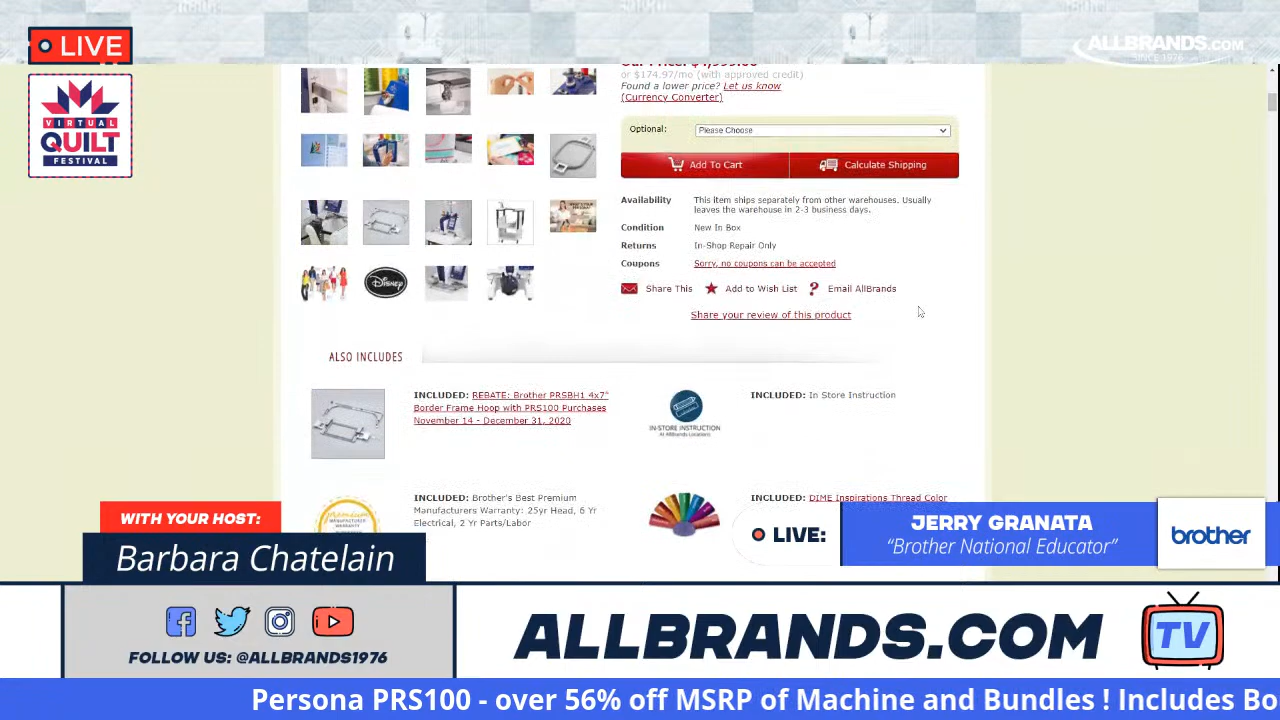 LIVE
ALLBRANDS.COM
SINCE 1976
VIRTUAL
QUILT
FESTIVAL
or $174.97/mo (with approved credit)
Found a lower price? Let us know
(Currency Converter)
Optional:
Please Choose
Add To Cart
Calculate Shipping
Availability
This item ships separately from other warehouses. Usually
leaves the warehouse in 2-3 business days.
Condition
New In Box
Returns
In-Shop Repair Only
Coupons
Sorry, no coupons can be accepted
Share This
Add to Wish List
Email AllBrands
Share your review of this product
Disney
ALSO INCLUDES
INCLUDED: REBATE: Brother PRSBH1 4x7"
Border Frame Hoop with PRS100 Purchases
November 14 - December 31, 2020
IN-STORE INSTRUCTION
At AllBrands Locations
INCLUDED: In Store Instruction
INCLUDED: Brother's Best Premium
Manufacturers Warranty: 25yr Head, 6 Yr
Electrical, 2 Yr Parts/Labor
INCLUDED: DIME Inspirations Thread Color
WITH YOUR HOST:
Barbara Chatelain
LIVE:
JERRY GRANATA
“Brother National Educator”
brother
FOLLOW US: @ALLBRANDS1976
ALLBRANDS.COM
TV
Persona PRS100 - over 56% off MSRP of Machine and Bundles ! Includes Bo